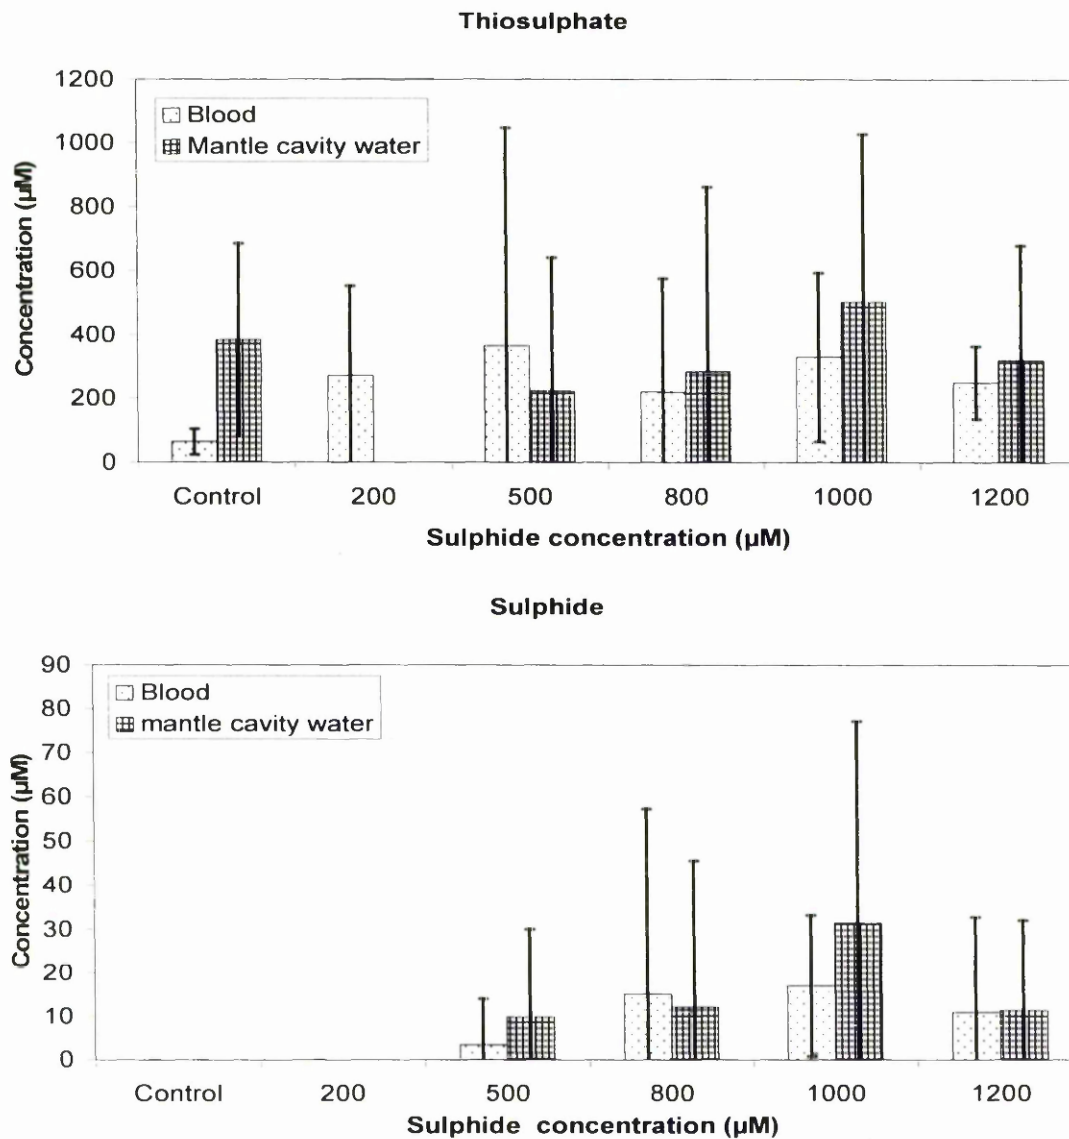 Thiosulphate
1200
1000
800
600
400
200
0
Concentration (µM)
Blood
Mantle cavity water
Control 200 500 800 1000 1200
Sulphide concentration (µM)
Sulphide
90
80
70
60
50
40
30
20
10
0
Concentration (µM)
Blood
mantle cavity water
Control 200 500 800 1000 1200
Sulphide concentration (µM)